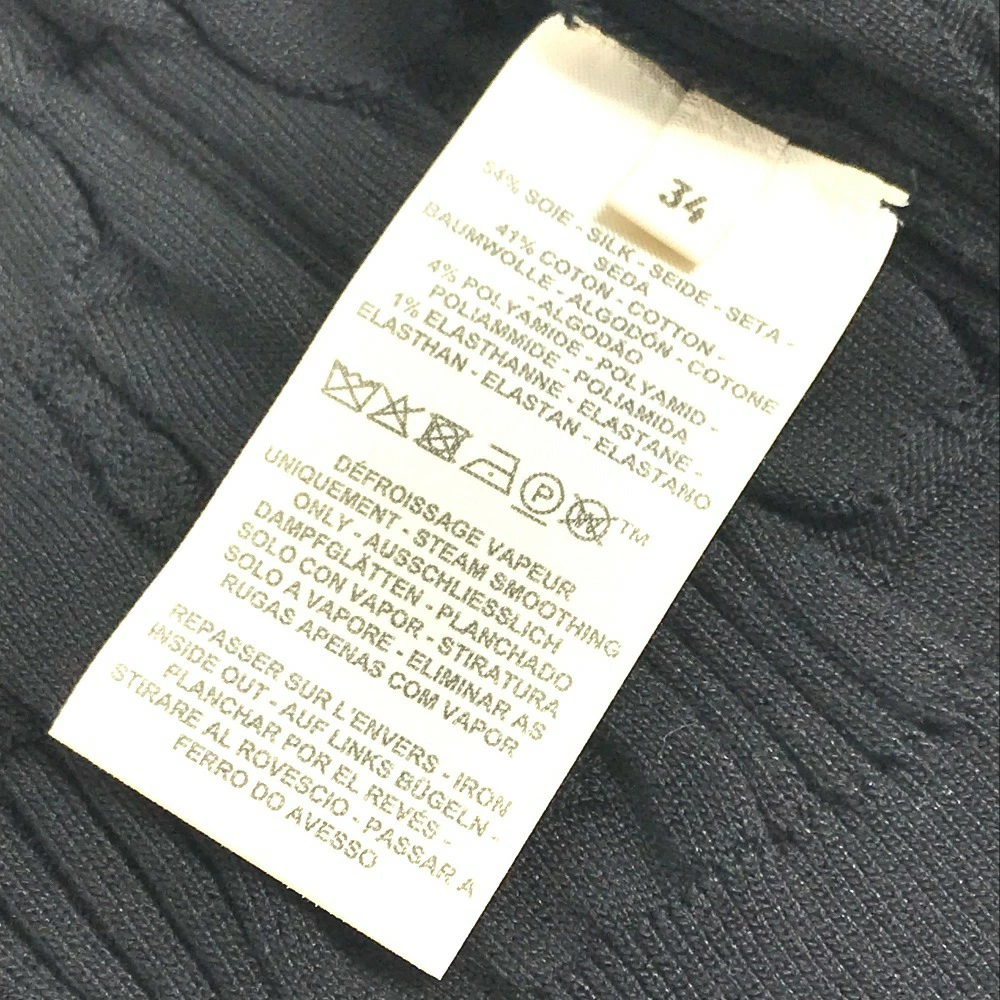 34
54% SOIE - SILK - SEIDE - SETA -
SEDA
41% COTON - COTTON -
BAUMWOLLE - ALGODÓN - COTONE
- ALGODÃO
4% POLYAMIDE - POLYAMID -
POLIAMMIDE - POLIAMIDA
1% ELASTHANNE - ELASTANE -
ELASTHAN - ELASTAN - ELASTANO
P
TM
DÉFROISSAGE VAPEUR
UNIQUEMENT - STEAM SMOOTHING
ONLY - AUSSCHLIESSLICH
DAMPFGLÄTTEN - PLANCHADO
SOLO CON VAPOR - STIRATURA
SOLO A VAPORE - ELIMINAR AS
RUGAS APENAS COM VAPOR
REPASSER SUR L'ENVERS - IRON
INSIDE OUT - AUF LINKS BÜGELN -
PLANCHAR POR EL REVÉS -
STIRARE AL ROVESCIO - PASSAR A
FERRO DO AVESSO